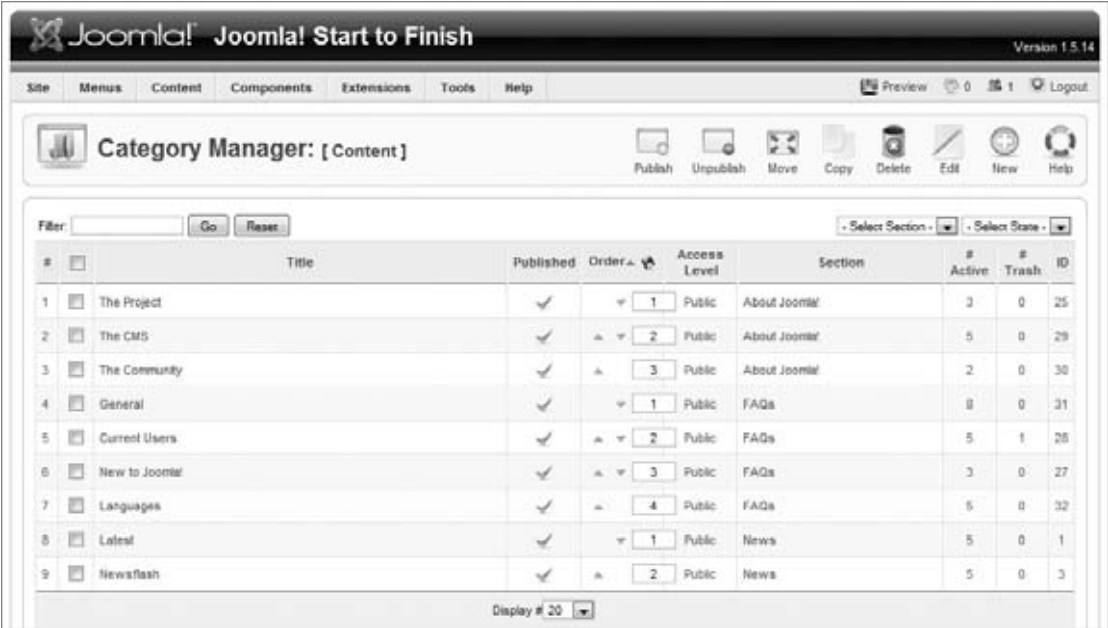 Joomla! Joomla! Start to Finish
Version 1.5.14
Site Menus Content Components Extensions Tools Help Preview 0 1 Logout
Category Manager: [ Content ]
Publish Unpublish Move Copy Delete Edit New Help
Filter: Go Reset - Select Section - - Select State -
# Title Published Order Access Level Section # Active # Trash ID
1 The Project 1 Public About Joomla! 3 0 25
2 The CMS 2 Public About Joomla! 5 0 29
3 The Community 3 Public About Joomla! 2 0 30
4 General 1 Public FAQs 8 0 31
5 Current Users 2 Public FAQs 5 1 28
6 New to Joomla! 3 Public FAQs 3 0 27
7 Languages 4 Public FAQs 5 0 32
8 Latest 1 Public News 5 0 1
9 Newsflash 2 Public News 5 0 3
Display # 20